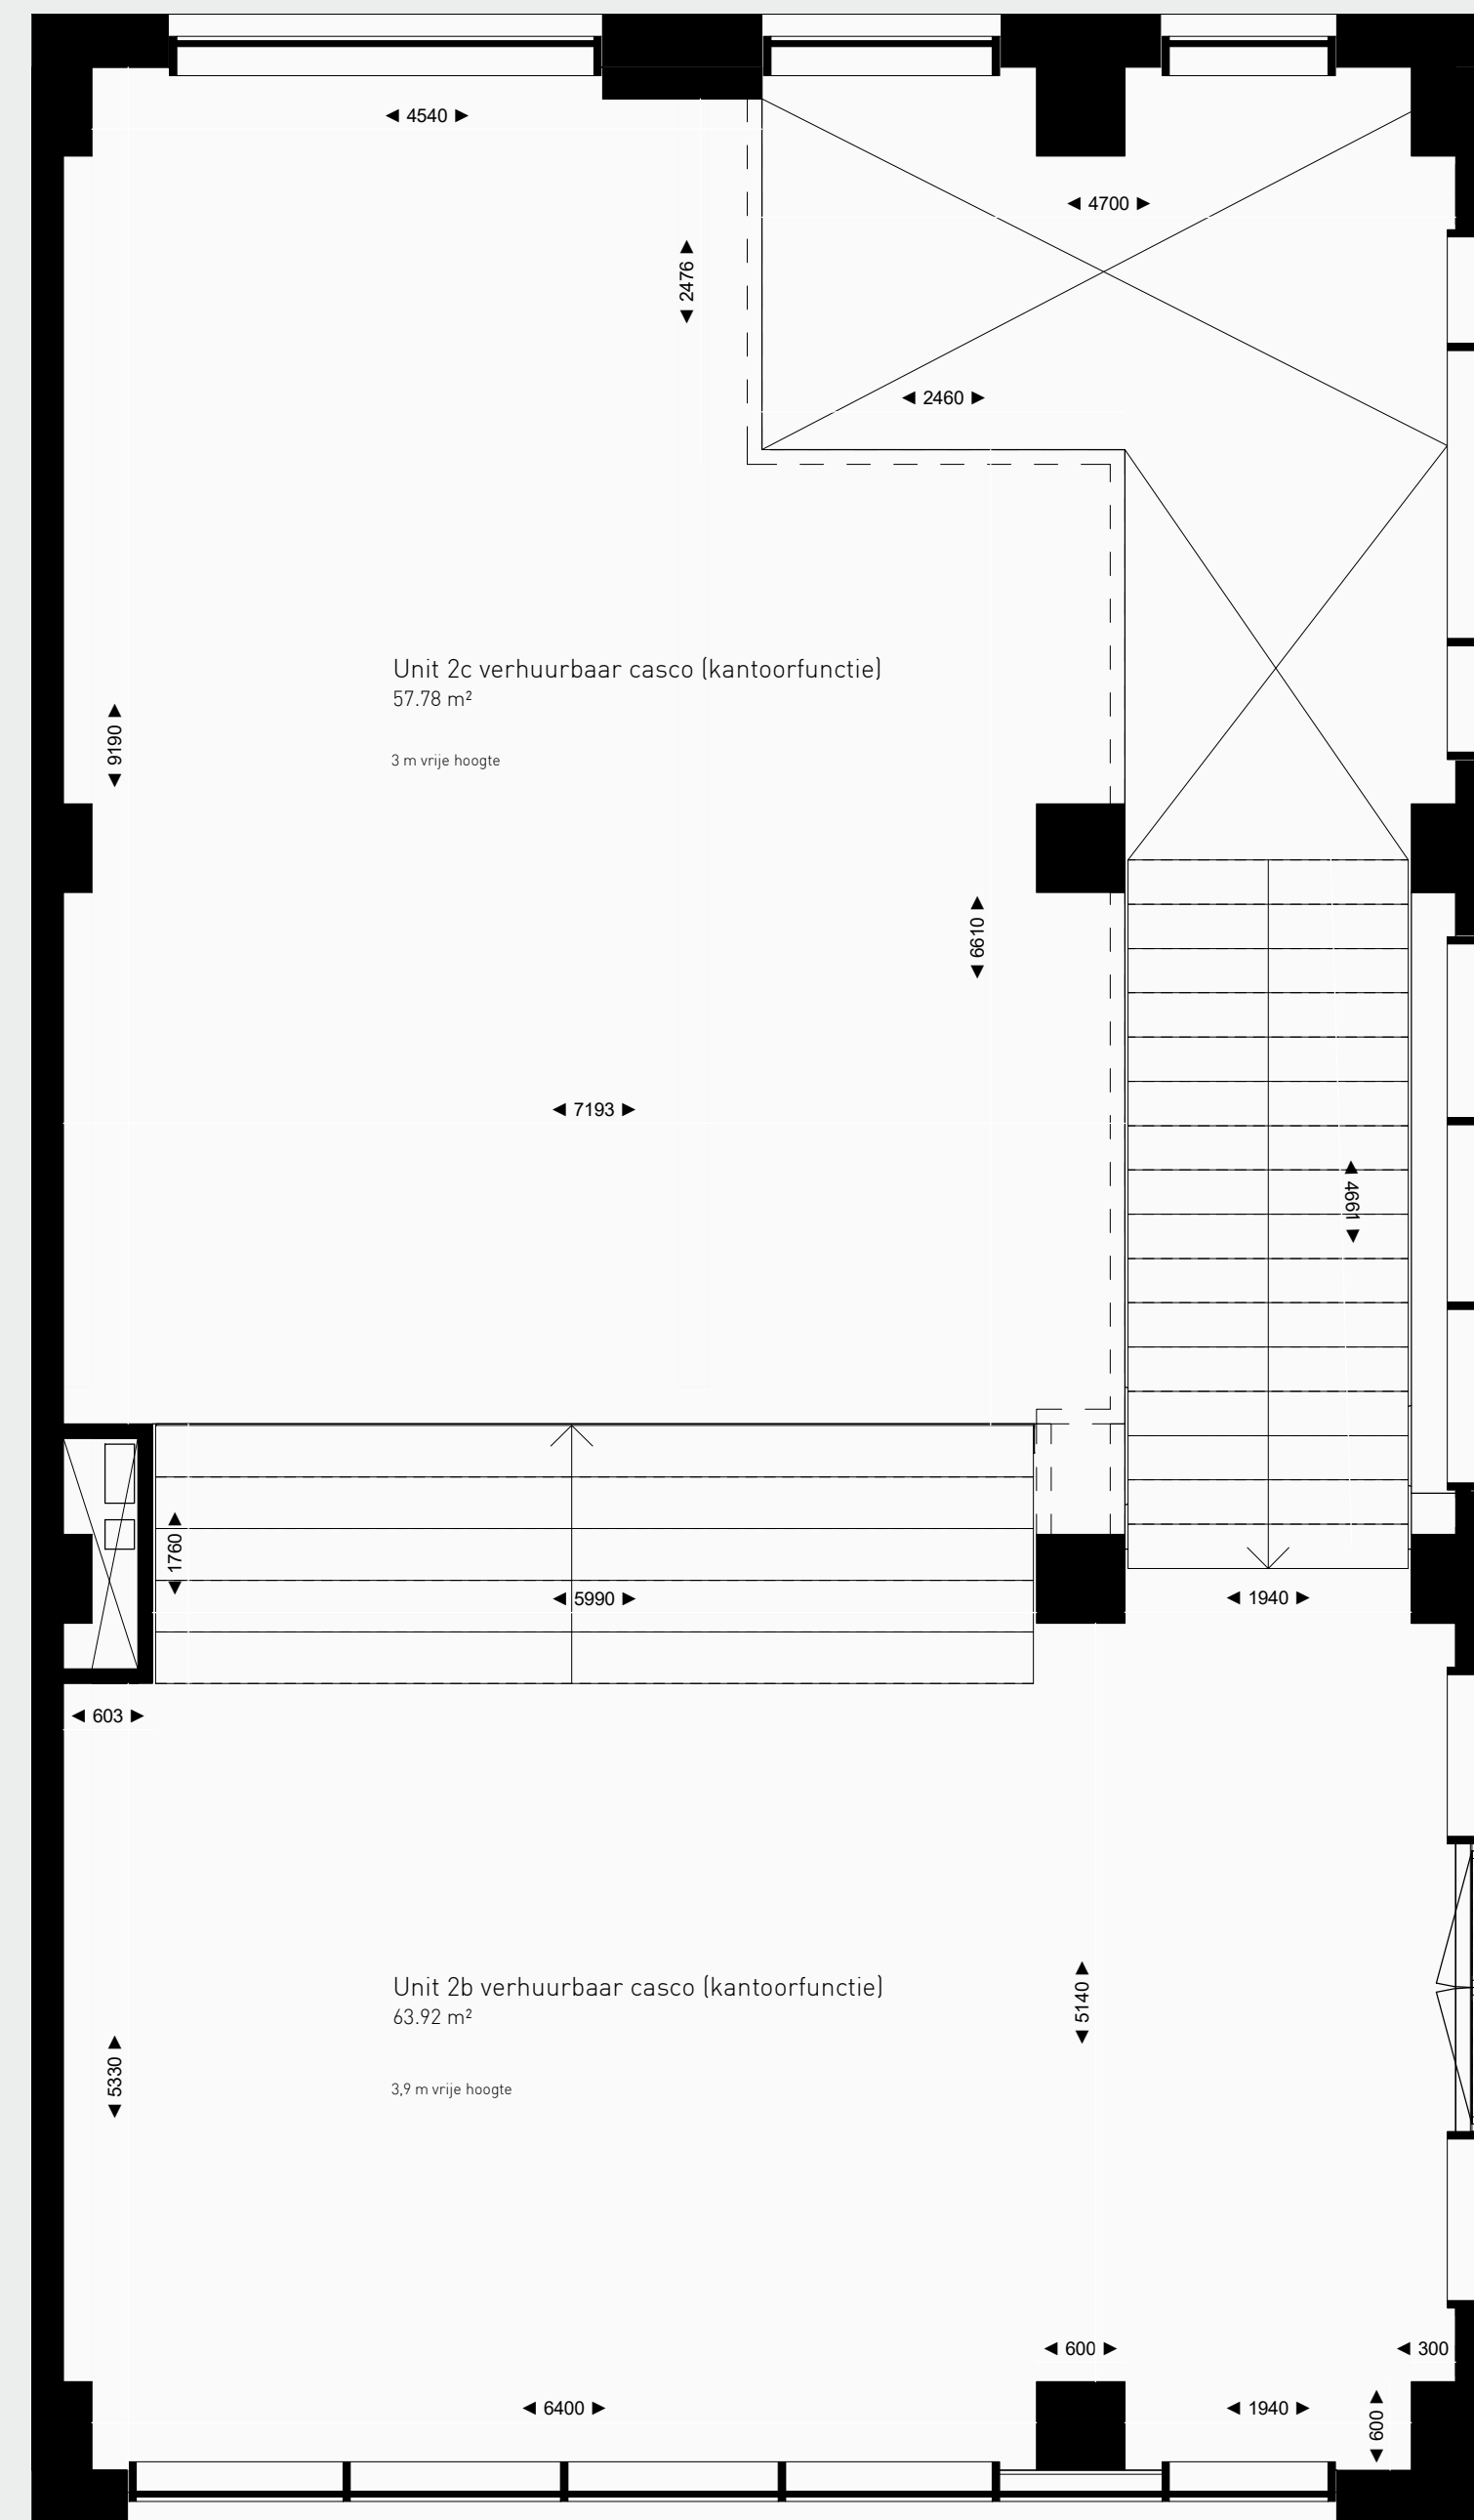 ◄ 4540 ►
◄ 4700 ►
◄ 2476 ►
◄ 2460 ►
Unit 2c verhuurbaar casco (kantoorfunctie)
57.78 m²
◄ 9190 ►
3 m vrije hoogte
◄ 6610 ►
◄ 7193 ►
◄ 4661 ►
◄ 1760 ►
◄ 5990 ►
◄ 1940 ►
◄ 603 ►
Unit 2b verhuurbaar casco (kantoorfunctie)
63.92 m²
◄ 5140 ►
◄ 5330 ►
3,9 m vrije hoogte
◄ 600 ►
◄ 300
◄ 6400 ►
◄ 1940 ►
◄ 600 ►